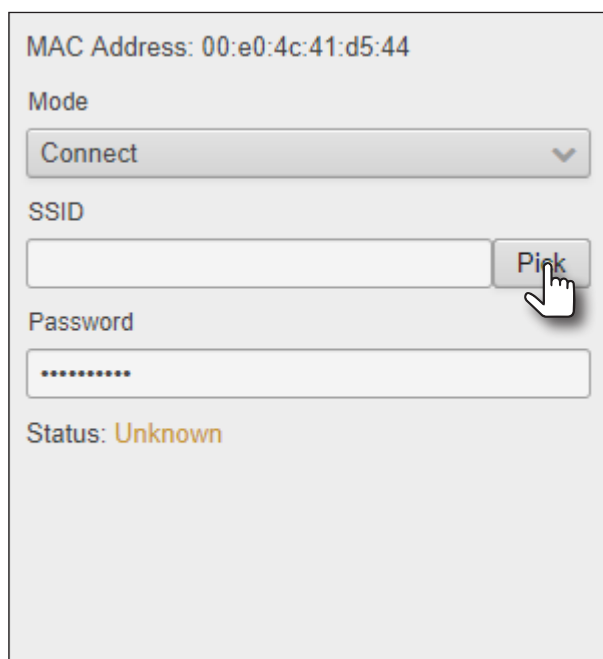 MAC Address: 00:e0:4c:41:d5:44
Mode
Connect
SSID
Pick
Password
••••••••••
Status: Unknown